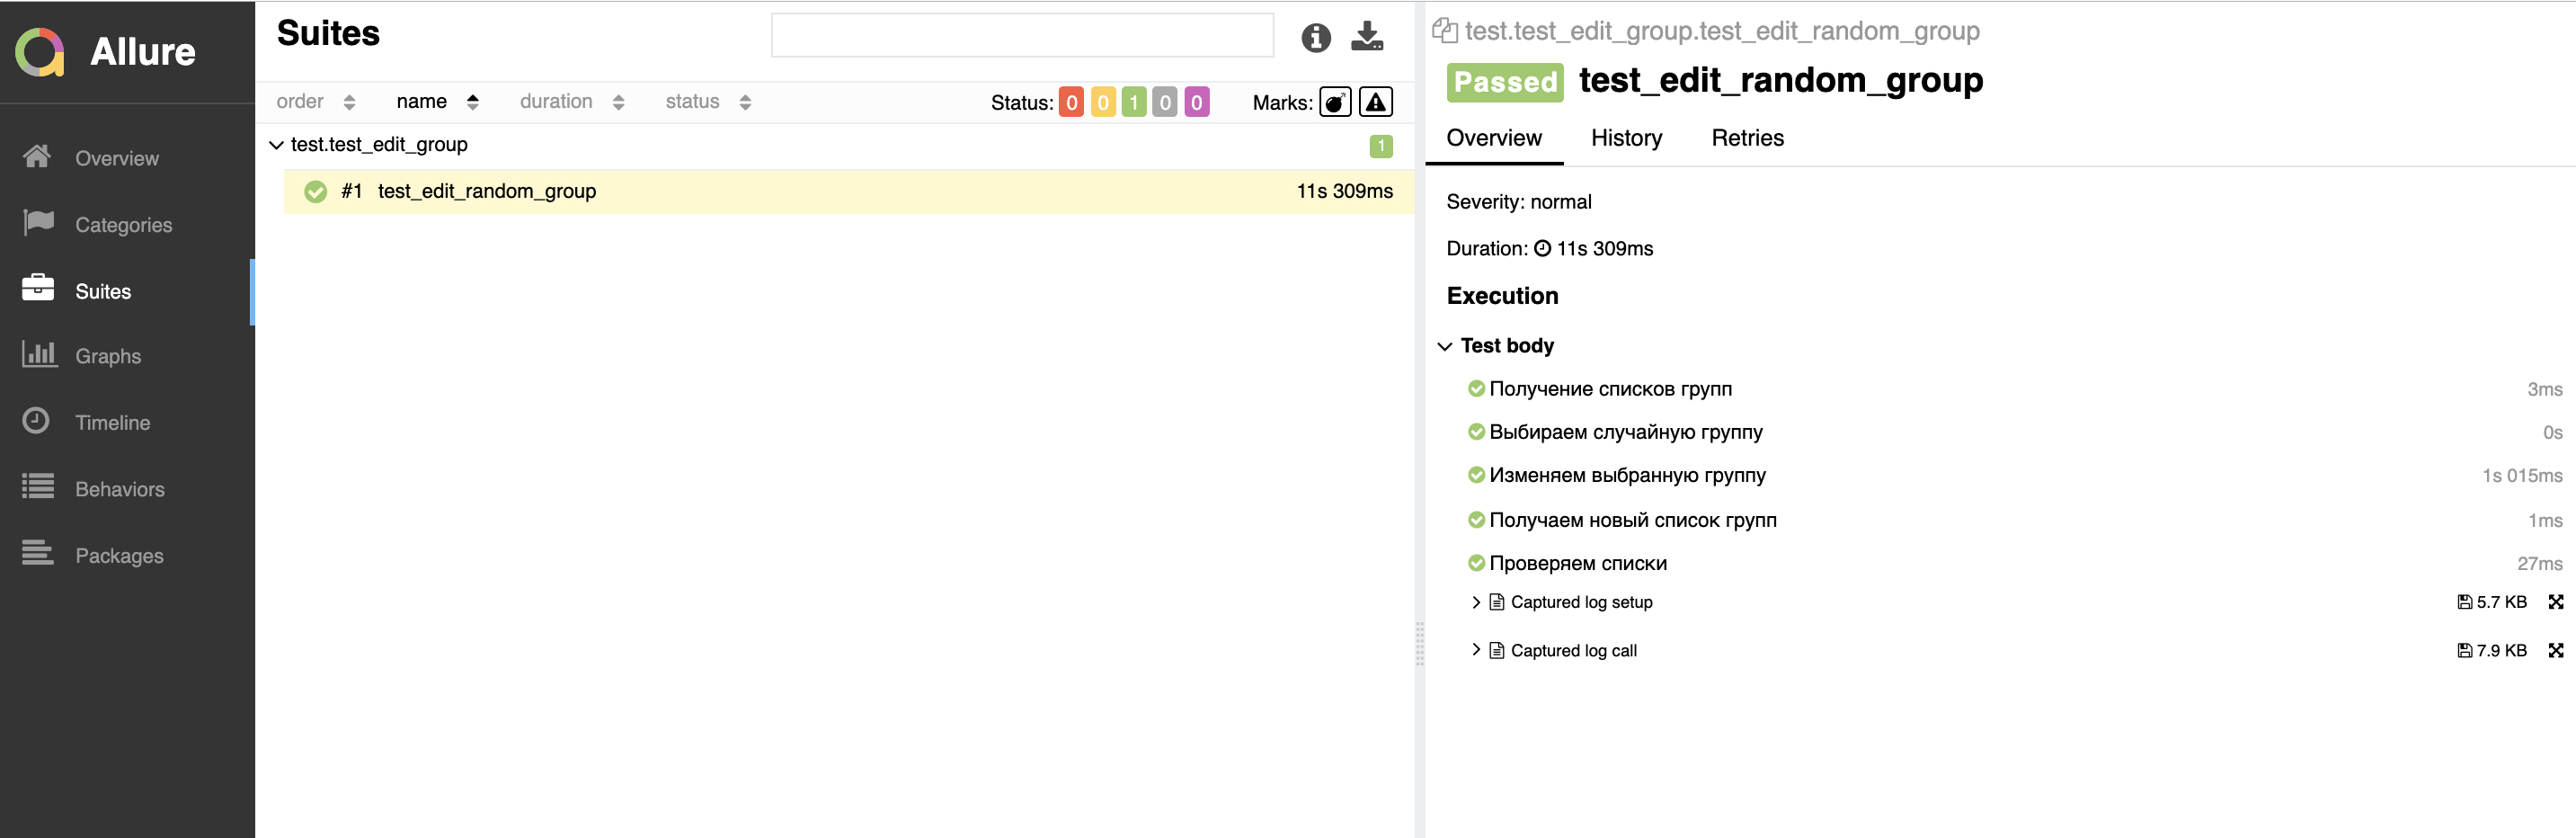 Allure
Overview
Categories
Suites
Graphs
Timeline
Behaviors
Packages
Suites
order name duration status Status: 0 0 1 0 0 Marks:
test.test_edit_group 1
#1 test_edit_random_group 11s 309ms
test.test_edit_group.test_edit_random_group
Passed test_edit_random_group
Overview History Retries
Severity: normal
Duration: 11s 309ms
Execution
Test body
Получение списков групп 3ms
Выбираем случайную группу 0s
Изменяем выбранную группу 1s 015ms
Получаем новый список групп 1ms
Проверяем списки 27ms
Captured log setup 5.7 KB
Captured log call 7.9 KB